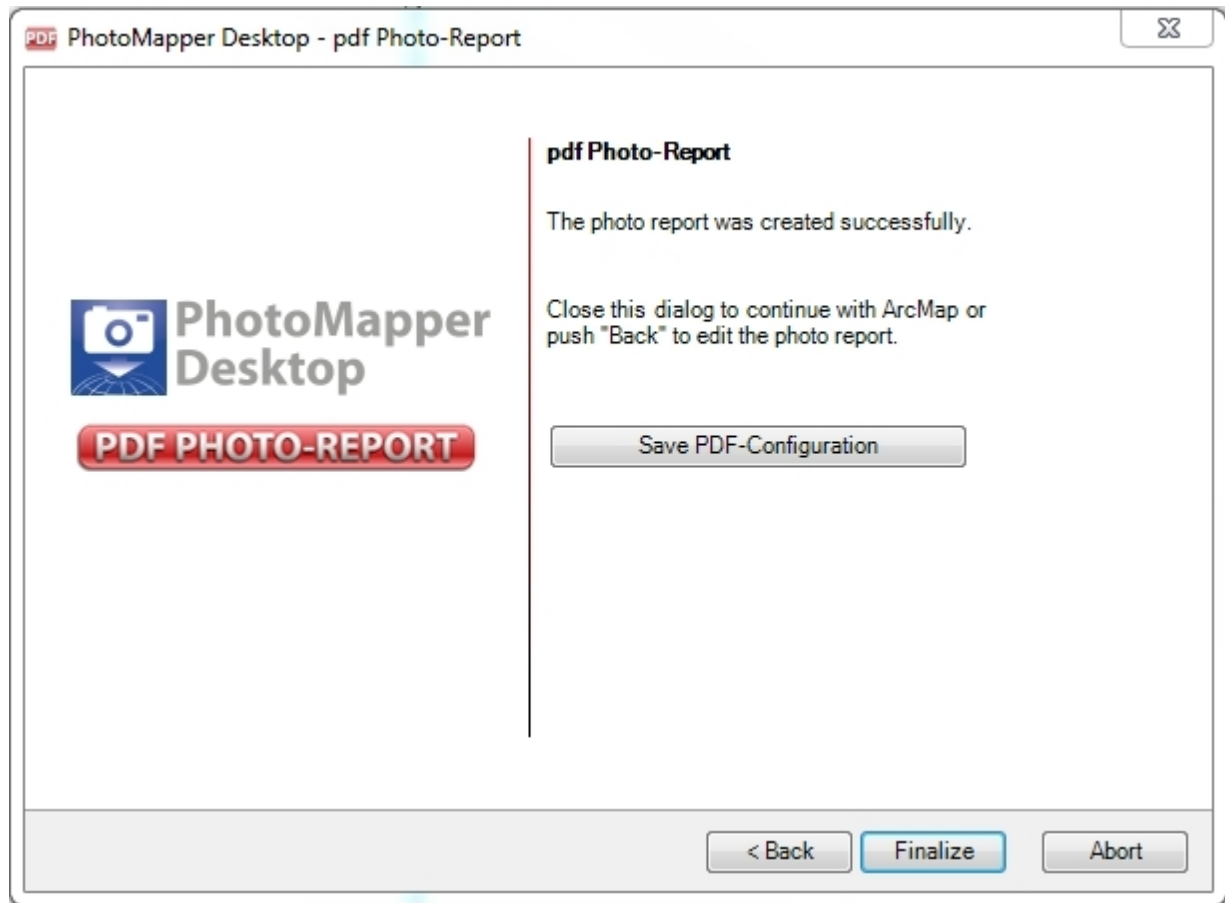 PDF PhotoMapper Desktop - pdf Photo-Report
pdf Photo-Report
The photo report was created successfully.
Close this dialog to continue with ArcMap or
push "Back" to edit the photo report.
PhotoMapper
Desktop
PDF PHOTO-REPORT
Save PDF-Configuration
< Back Finalize Abort